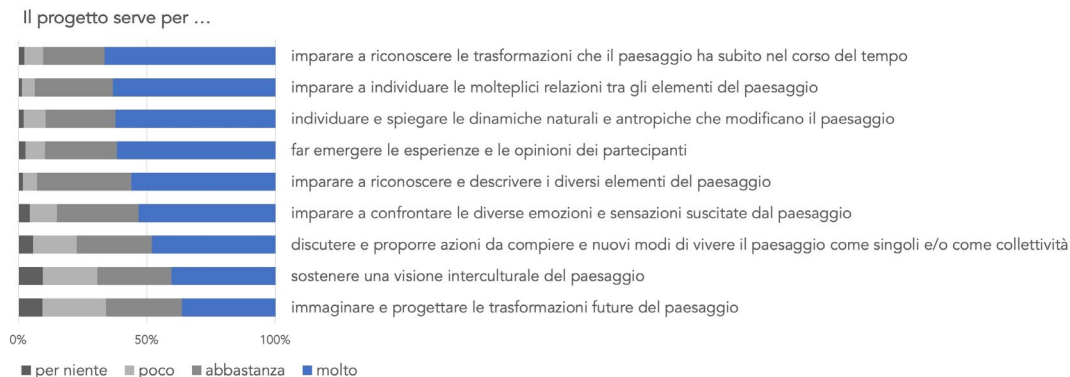 Il progetto serve per ...
imparare a riconoscere le trasformazioni che il paesaggio ha subito nel corso del tempo
imparare a individuare le molteplici relazioni tra gli elementi del paesaggio
individuare e spiegare le dinamiche naturali e antropiche che modificano il paesaggio
far emergere le esperienze e le opinioni dei partecipanti
imparare a riconoscere e descrivere i diversi elementi del paesaggio
imparare a confrontare le diverse emozioni e sensazioni suscitate dal paesaggio
discutere e proporre azioni da compiere e nuovi modi di vivere il paesaggio come singoli e/o come collettività
sostenere una visione interculturale del paesaggio
immaginare e progettare le trasformazioni future del paesaggio
0% 50% 100%
per niente poco abbastanza molto